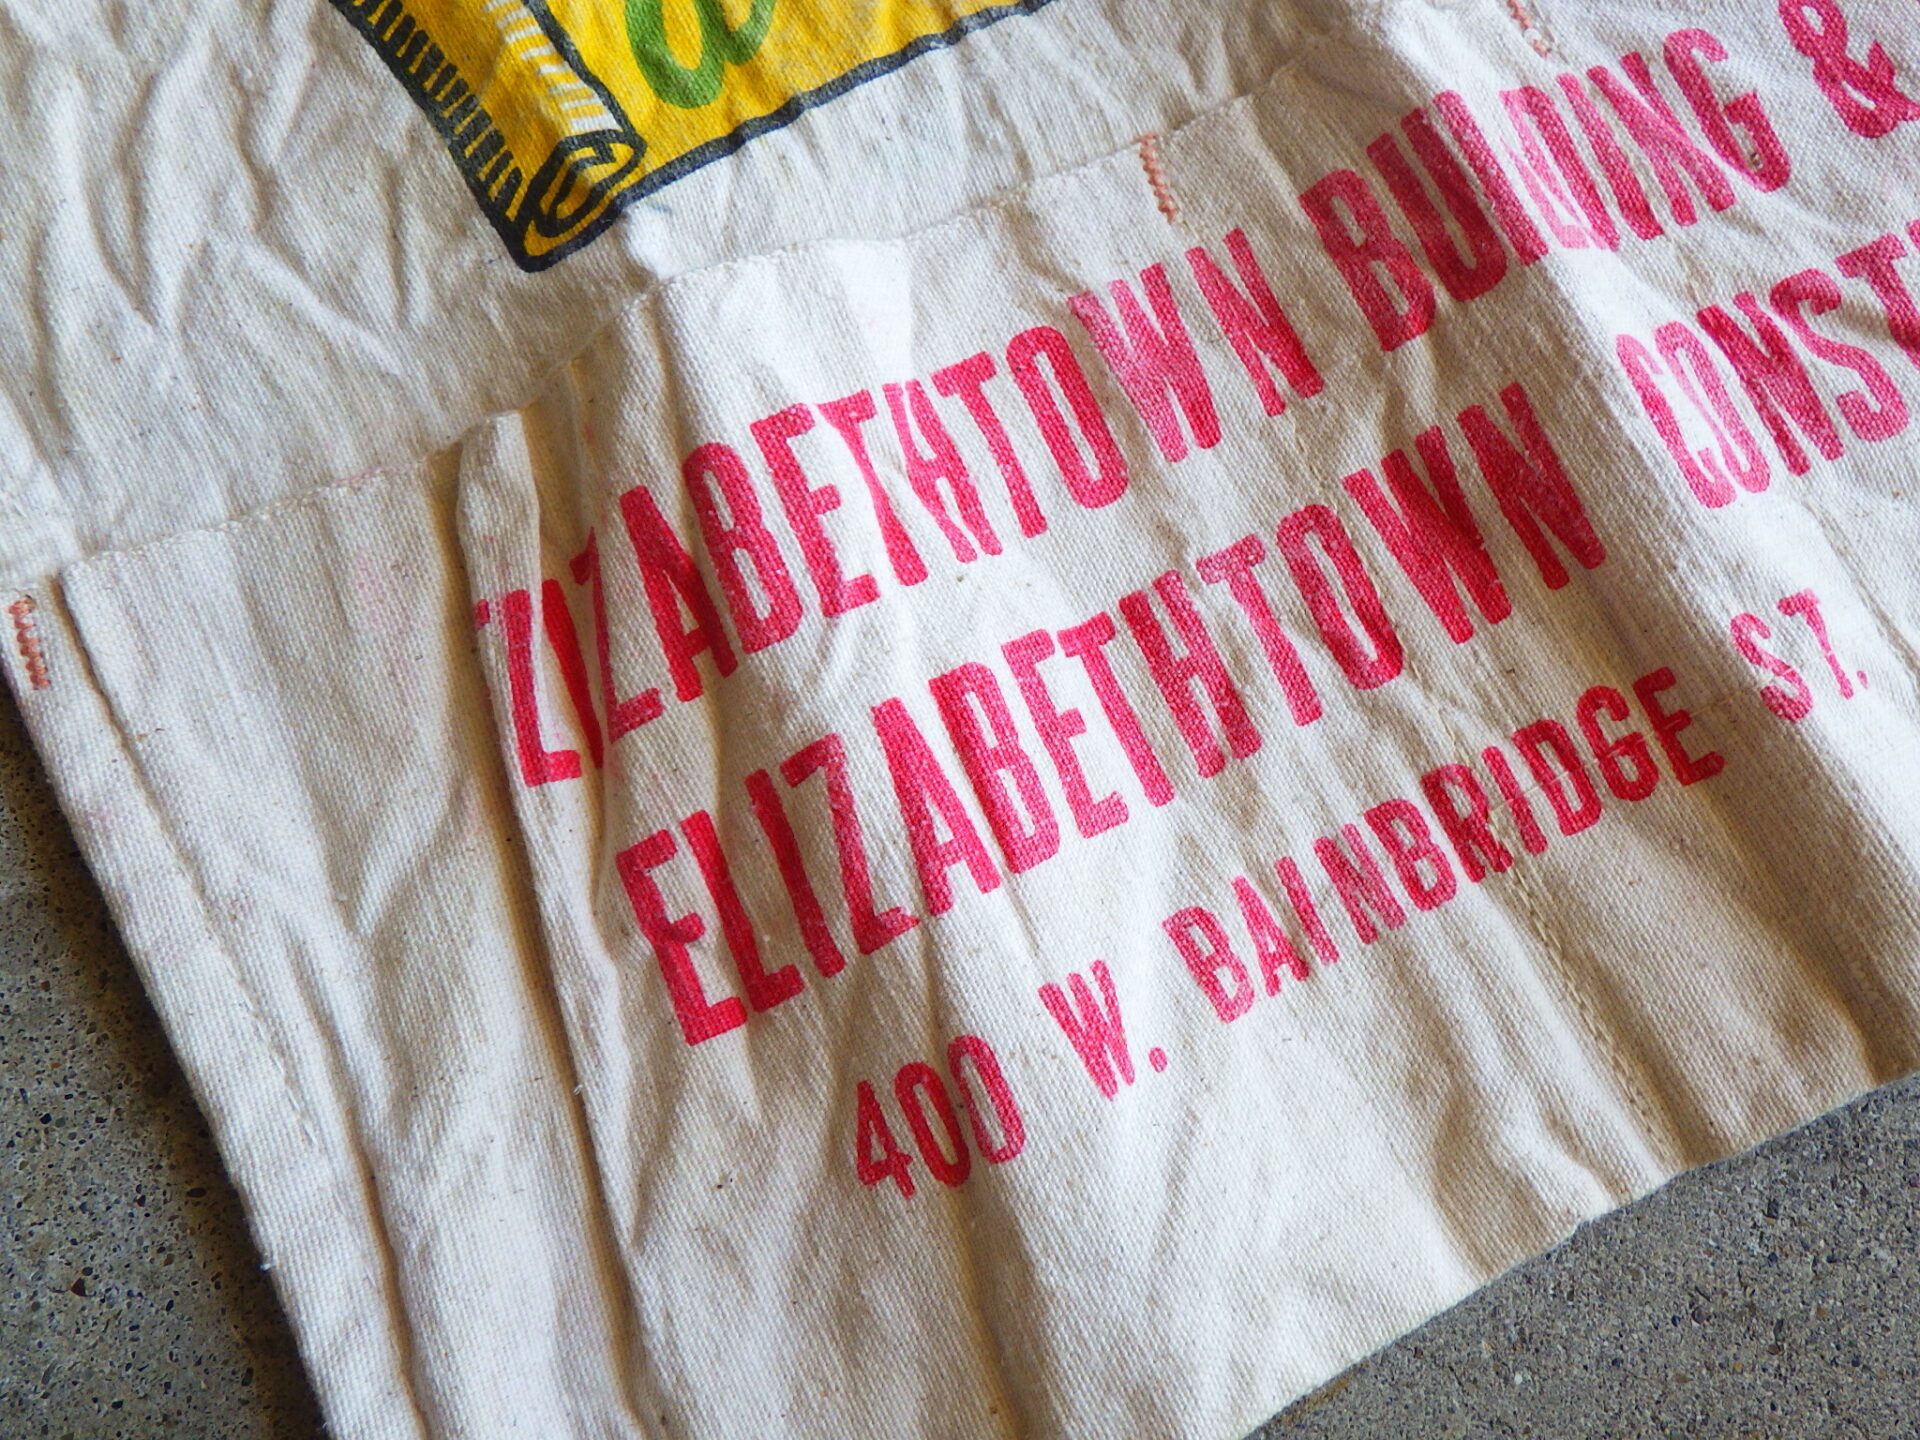 a
ELIZABETHTOWN BUILDING &
ELIZABETHTOWN CONST
400 W. BAINBRIDGE ST.